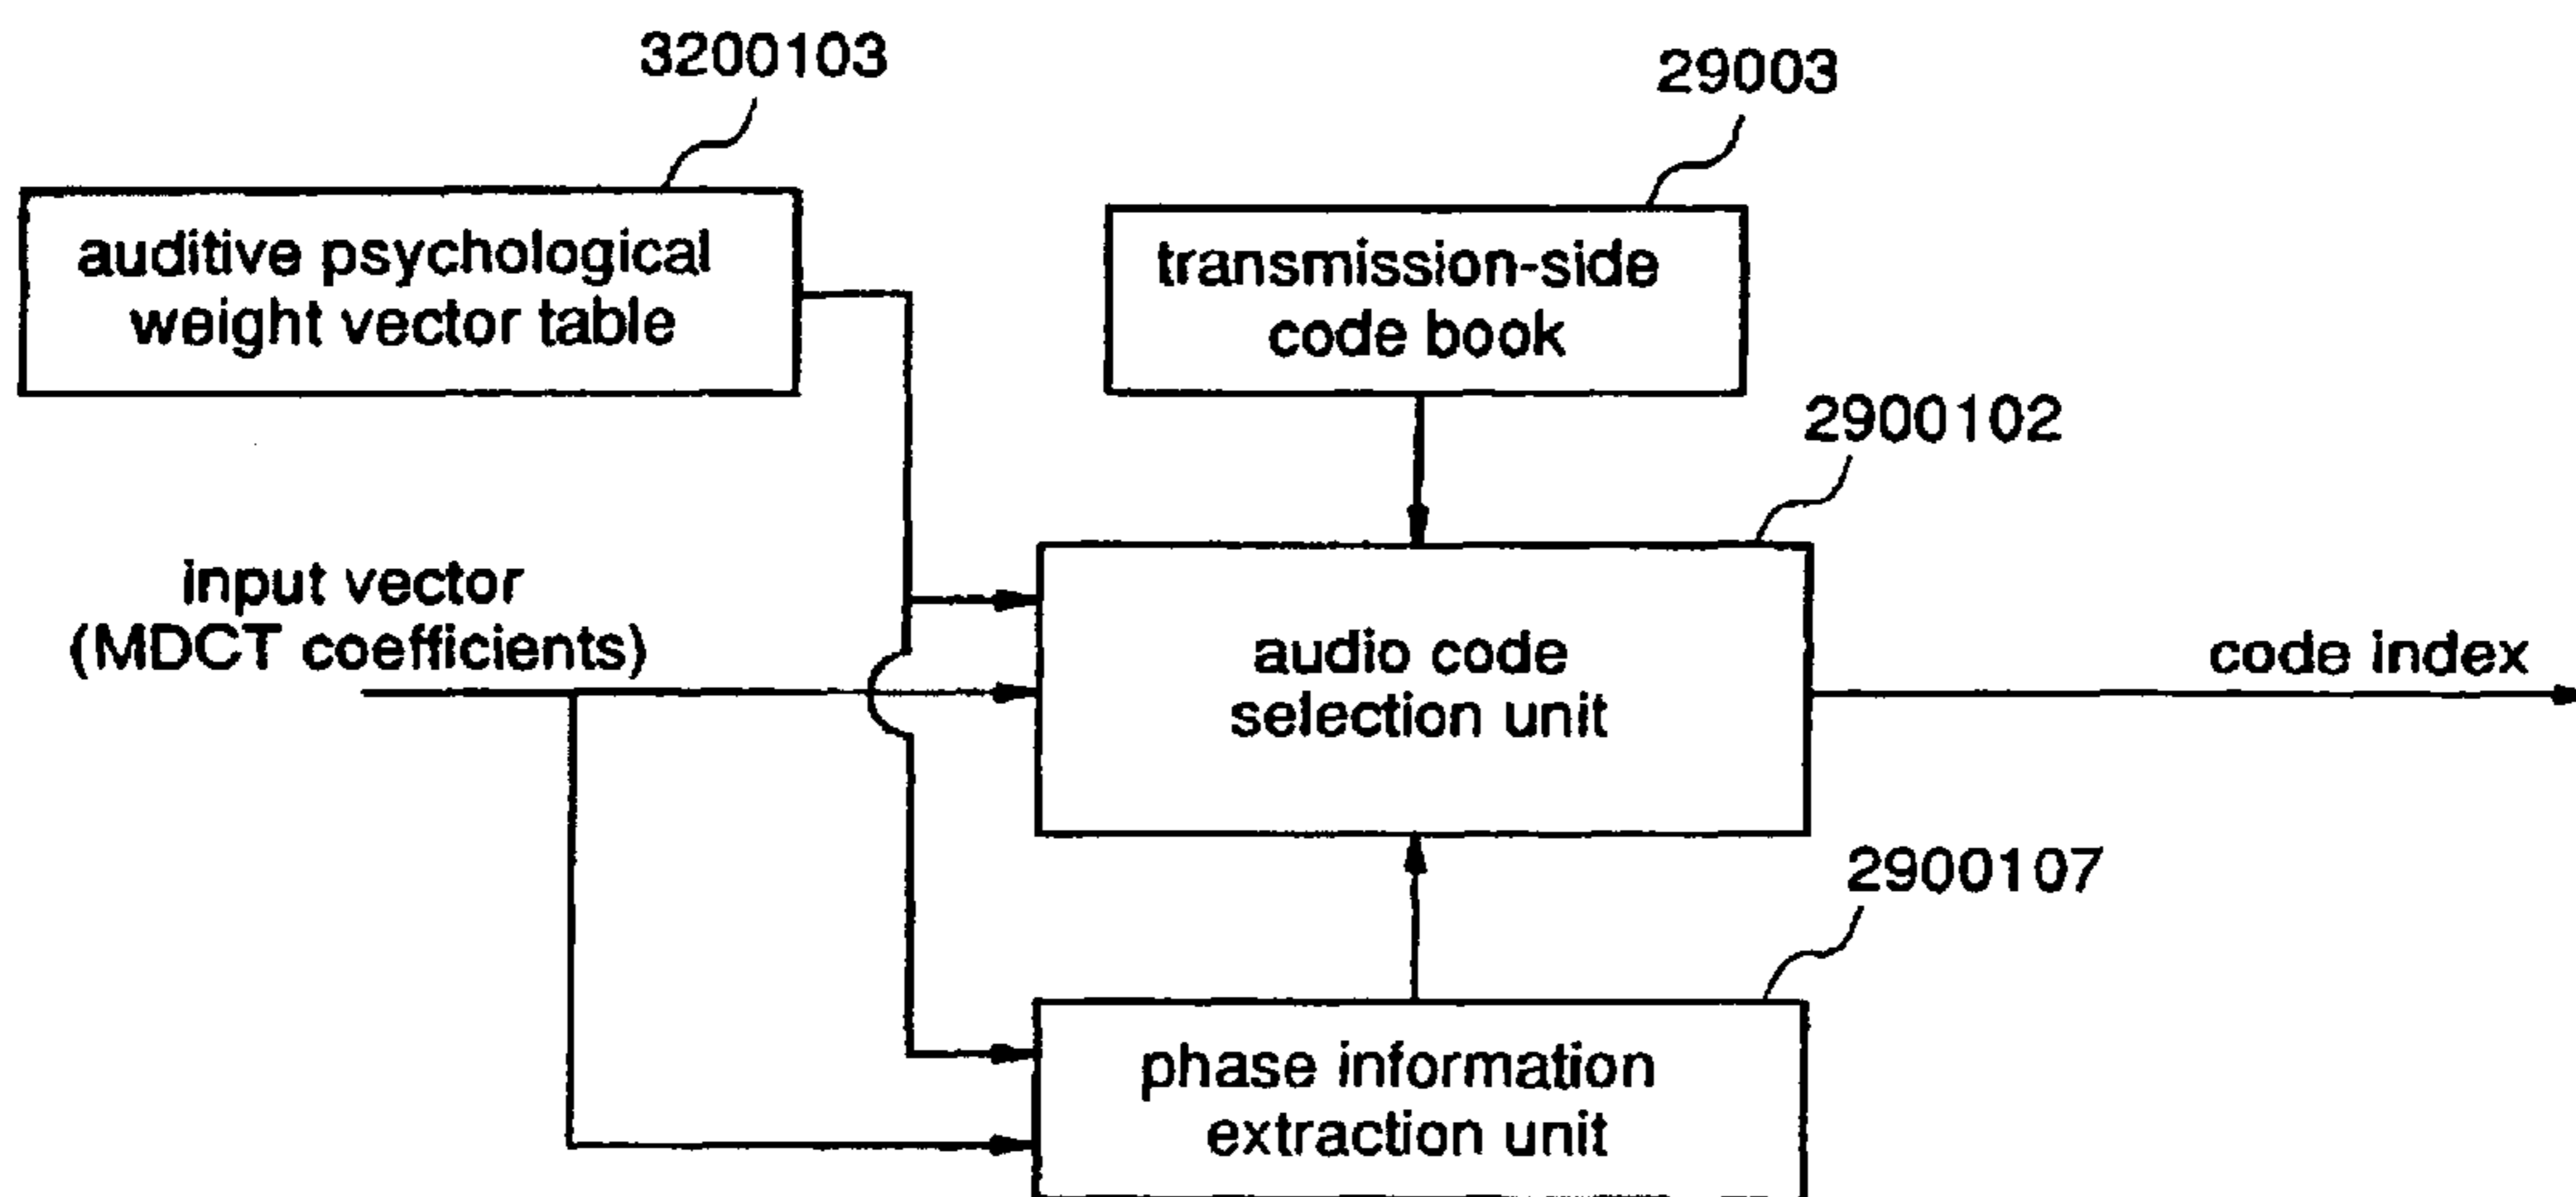 3200103
29003
auditive psychological
weight vector table
transmission-side
code book
2900102
input vector
(MDCT coefficients)
audio code
selection unit
code index
2900107
phase information
extraction unit